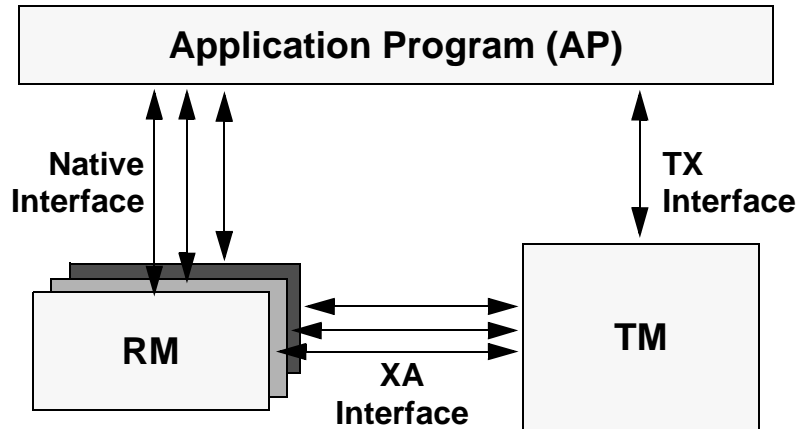 Application Program (AP)
Native
Interface
TX
Interface
RM
TM
XA
Interface